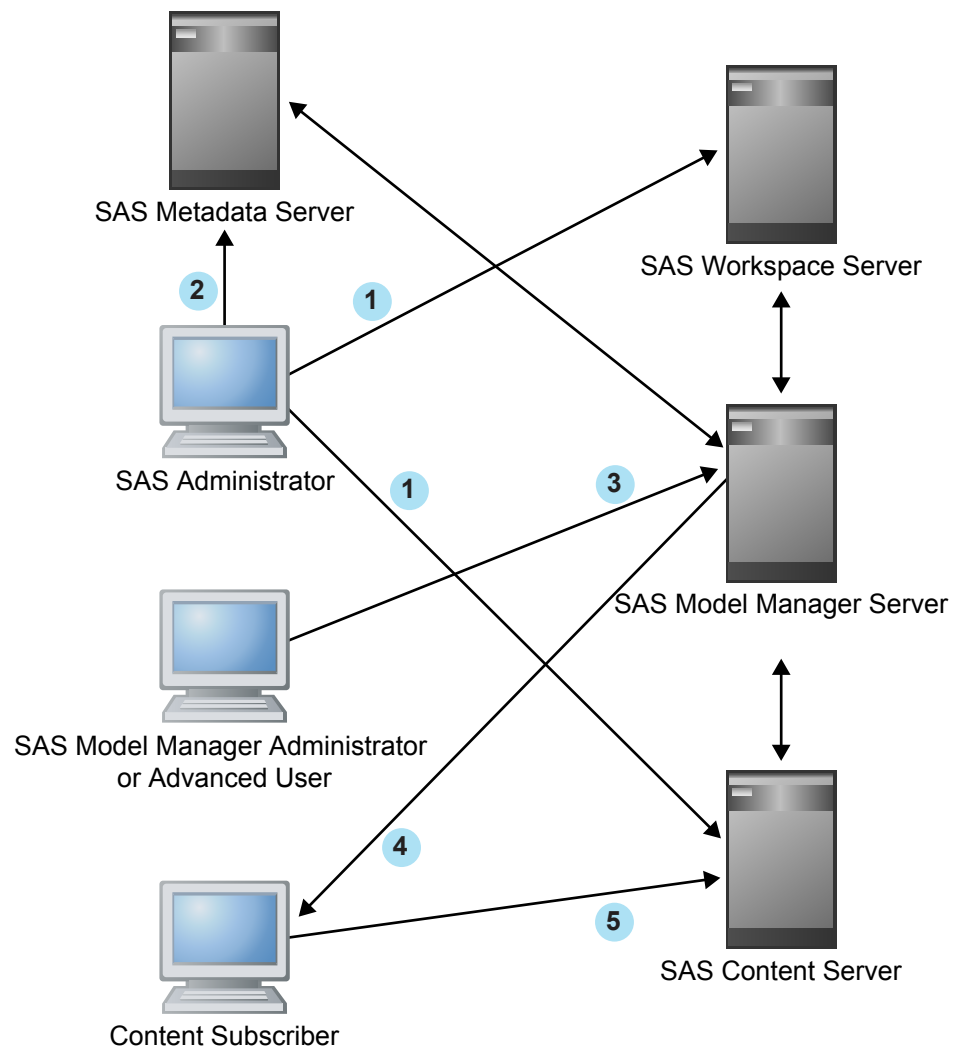 SAS Metadata Server
SAS Workspace Server
2
1
SAS Administrator
1
3
SAS Model Manager Server
SAS Model Manager Administrator
or Advanced User
4
5
SAS Content Server
Content Subscriber